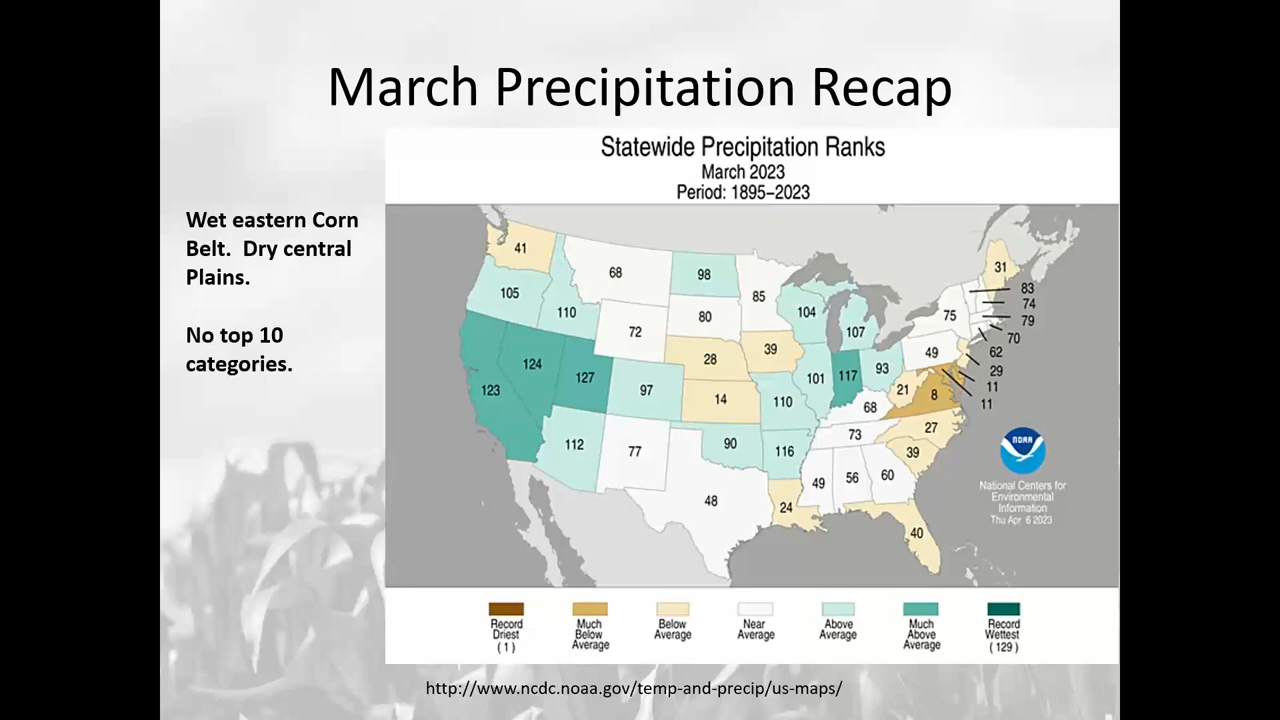 March Precipitation Recap
Statewide Precipitation Ranks
March 2023
Period: 1895–2023
Wet eastern Corn
Belt.  Dry central
Plains.
No top 10
categories.
41
68
98
85
31
105
110
72
80
104
107
75
83
74
79
70
62
29
11
11
124
127
123
97
28
39
14
110
101
117
93
49
21
8
68
73
27
39
112
77
90
116
48
24
49
56
60
40
NOAA
National Centers for
Environmental
Information
Thu Apr 6 2023
Record
Driest
(1)
Much
Below
Average
Below
Average
Near
Average
Above
Average
Much
Above
Average
Record
Wettest
(129)
http://www.ncdc.noaa.gov/temp-and-precip/us-maps/